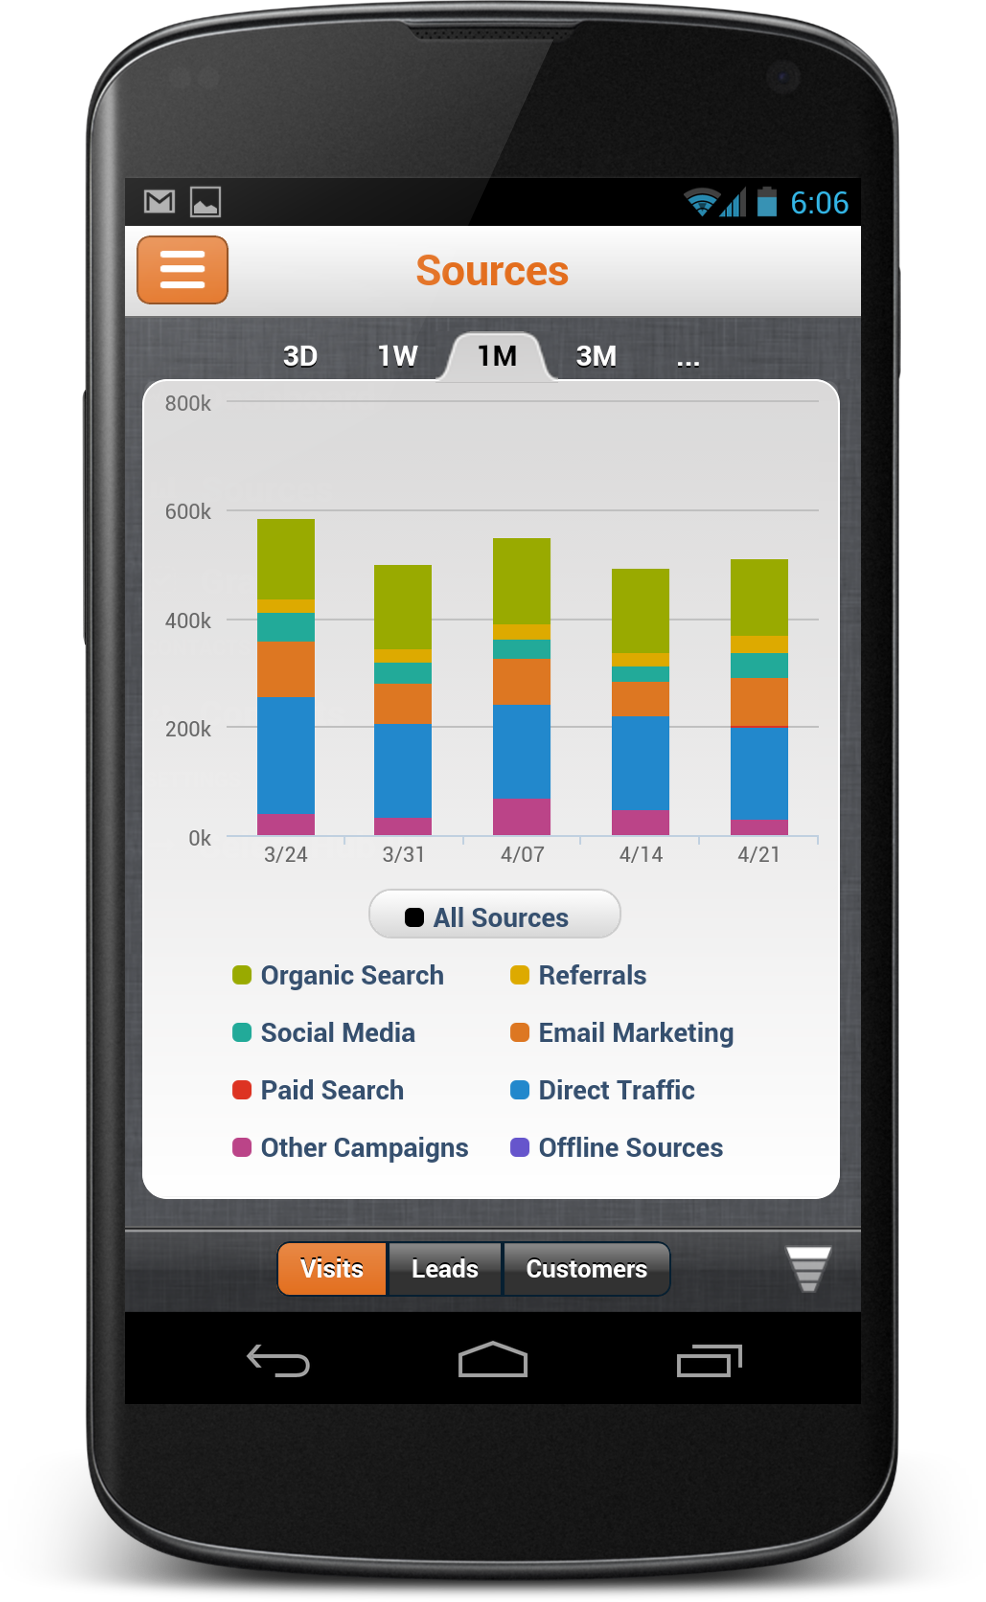 6:06
Sources
3D 1W 1M 3M ...
800k
600k
400k
200k
0k
3/24 3/31 4/07 4/14 4/21
All Sources
Organic Search Referrals
Social Media Email Marketing
Paid Search Direct Traffic
Other Campaigns Offline Sources
Visits Leads Customers